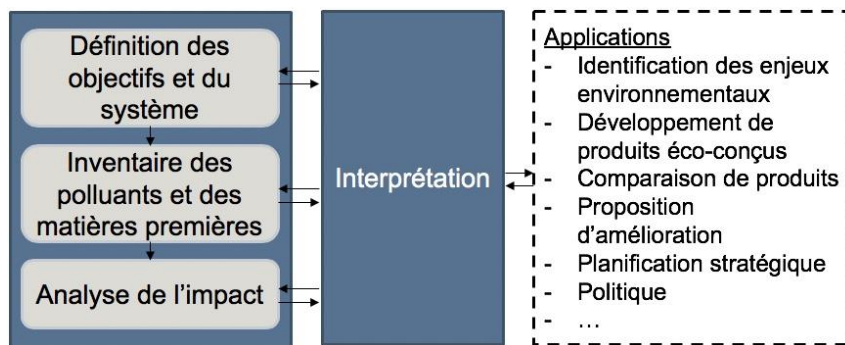 Définition des
objectifs et du
système
Inventaire des
polluants et des
matières premières
Analyse de l'impact
Interprétation
Applications
- Identification des enjeux
environnementaux
- Développement de
produits éco-conçus
- Comparaison de produits
- Proposition
d'amélioration
- Planification stratégique
- Politique
- …